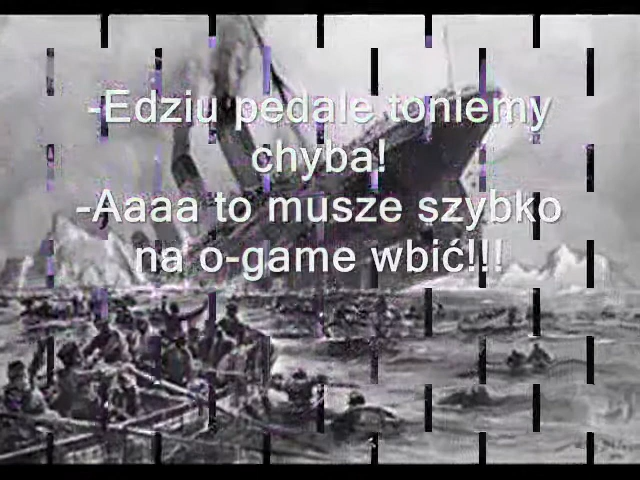 -Edziu pedale toniemy
chyba!
-Aaaa to musze szybko
na o-game wbić!!!